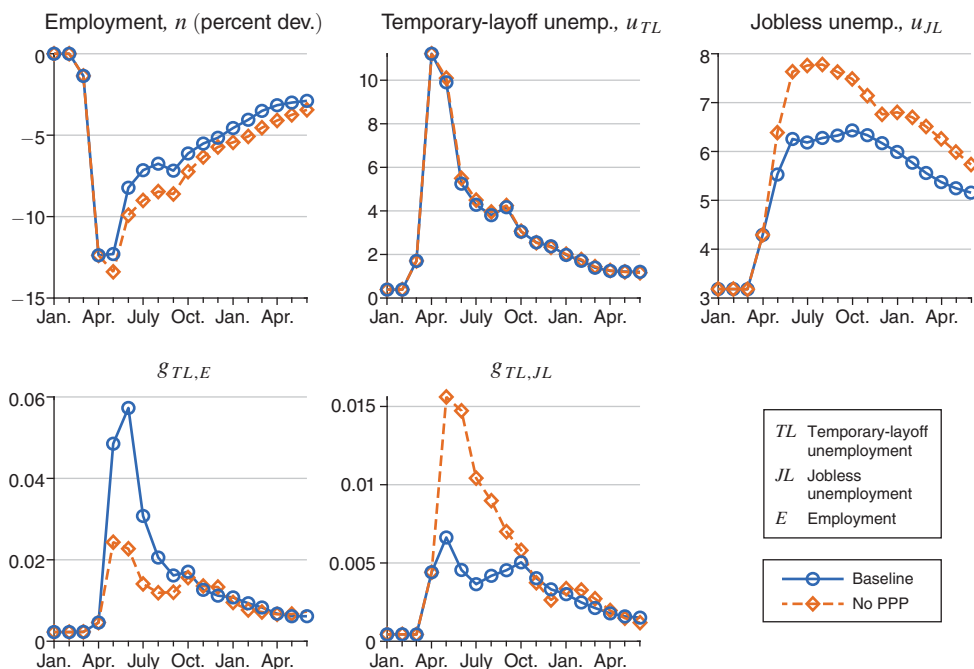 Employment, n (percent dev.)
Temporary-layoff unemp., u_TL
Jobless unemp., u_JL
0
−5
−10
−15
Jan. Apr. July Oct. Jan. Apr.
10
8
6
4
2
0
Jan. Apr. July Oct. Jan. Apr.
8
7
6
5
4
3
Jan. Apr. July Oct. Jan. Apr.
g_TL,E
g_TL,JL
0.06
0.04
0.02
0
Jan. Apr. July Oct. Jan. Apr.
0.015
0.01
0.005
0
Jan. Apr. July Oct. Jan. Apr.
TL Temporary-layoff
unemployment
JL Jobless
unemployment
E Employment
Baseline
No PPP